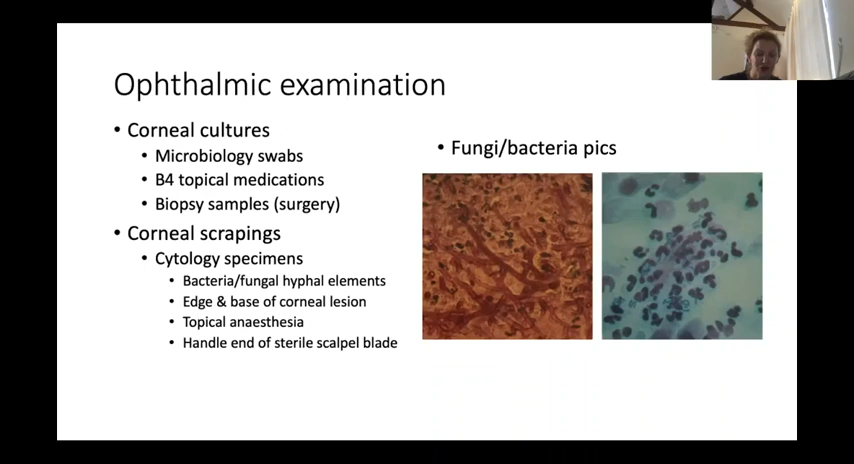 Ophthalmic examination
• Corneal cultures
• Microbiology swabs
• B4 topical medications
• Biopsy samples (surgery)
• Corneal scrapings
• Cytology specimens
• Bacteria/fungal hyphal elements
• Edge & base of corneal lesion
• Topical anaesthesia
• Handle end of sterile scalpel blade
• Fungi/bacteria pics